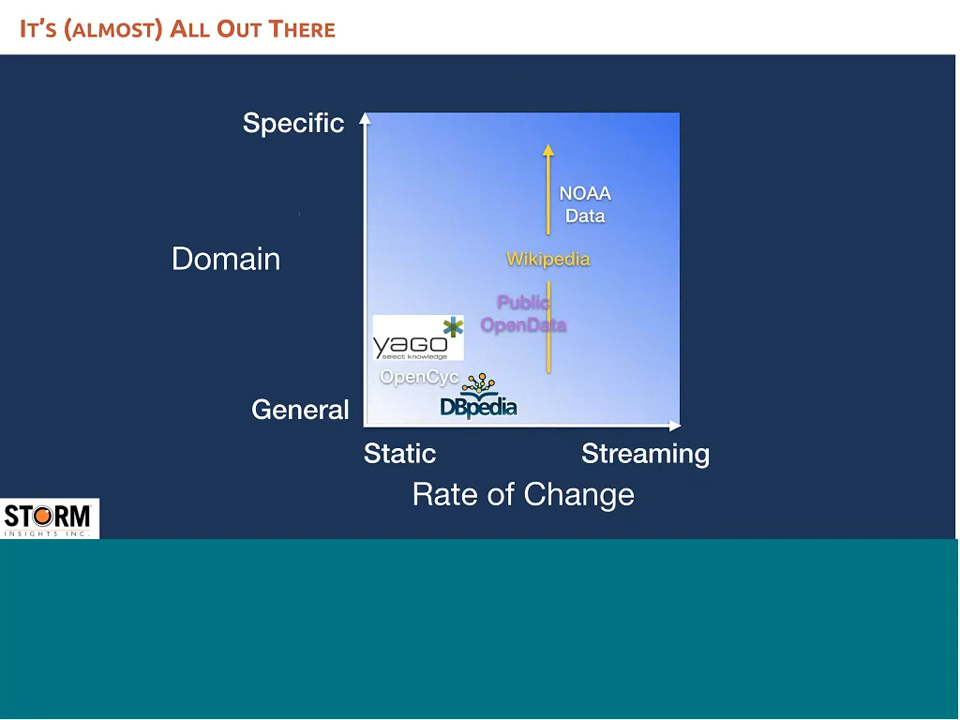 IT'S (ALMOST) ALL OUT THERE
Specific
NOAA
Data
Domain
Wikipedia
Public
OpenData
yago
select knowledge
OpenCyc
DBpedia
General
Static
Streaming
Rate of Change
STORM
INSIGHTS INC.